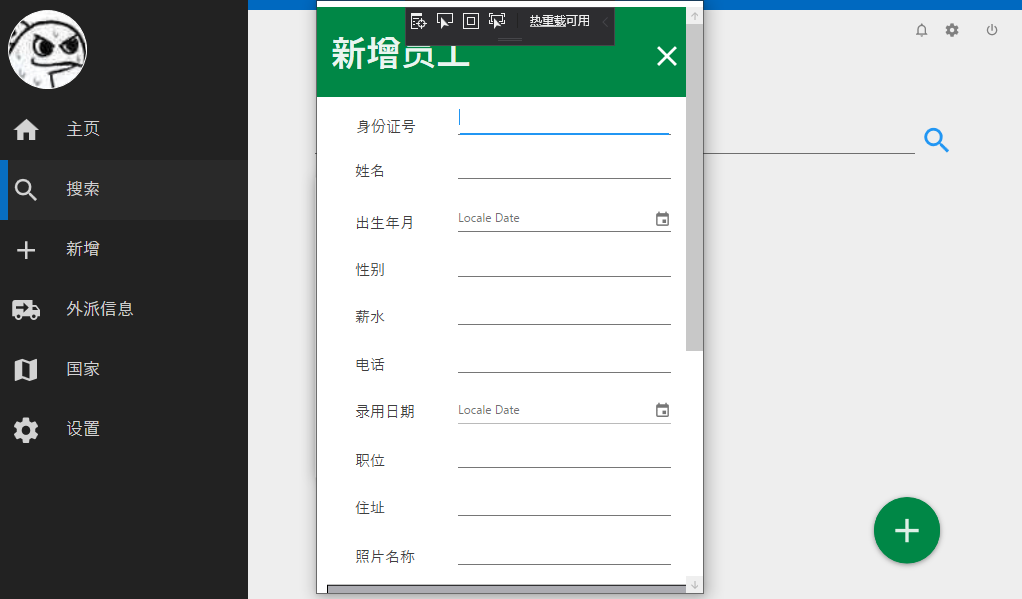 主页
搜索
新增
外派信息
国家
设置
热重载可用
新增员工
身份证号
姓名
出生年月 Locale Date
性别
薪水
电话
录用日期 Locale Date
职位
住址
照片名称